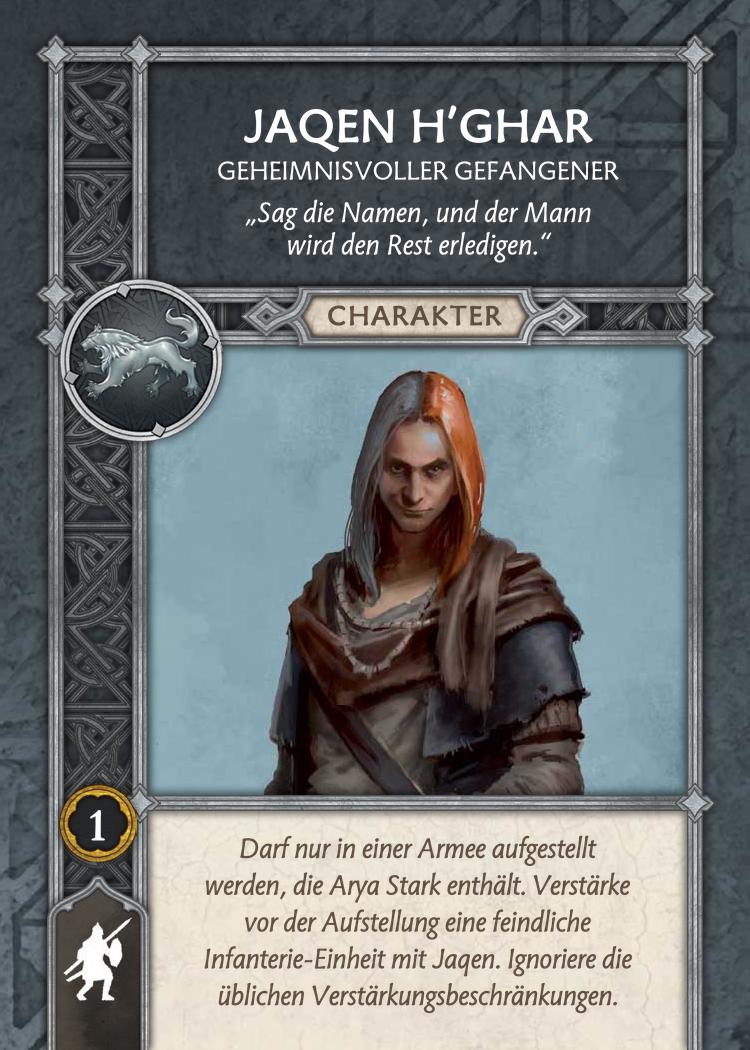 JAQEN H'GHAR
GEHEIMNISVOLLER GEFANGENER
„Sag die Namen, und der Mann
wird den Rest erledigen.“
CHARAKTER
1
Darf nur in einer Armee aufgestellt
werden, die Arya Stark enthält. Verstärke
vor der Aufstellung eine feindliche
Infanterie-Einheit mit Jaqen. Ignoriere die
üblichen Verstärkungsbeschränkungen.